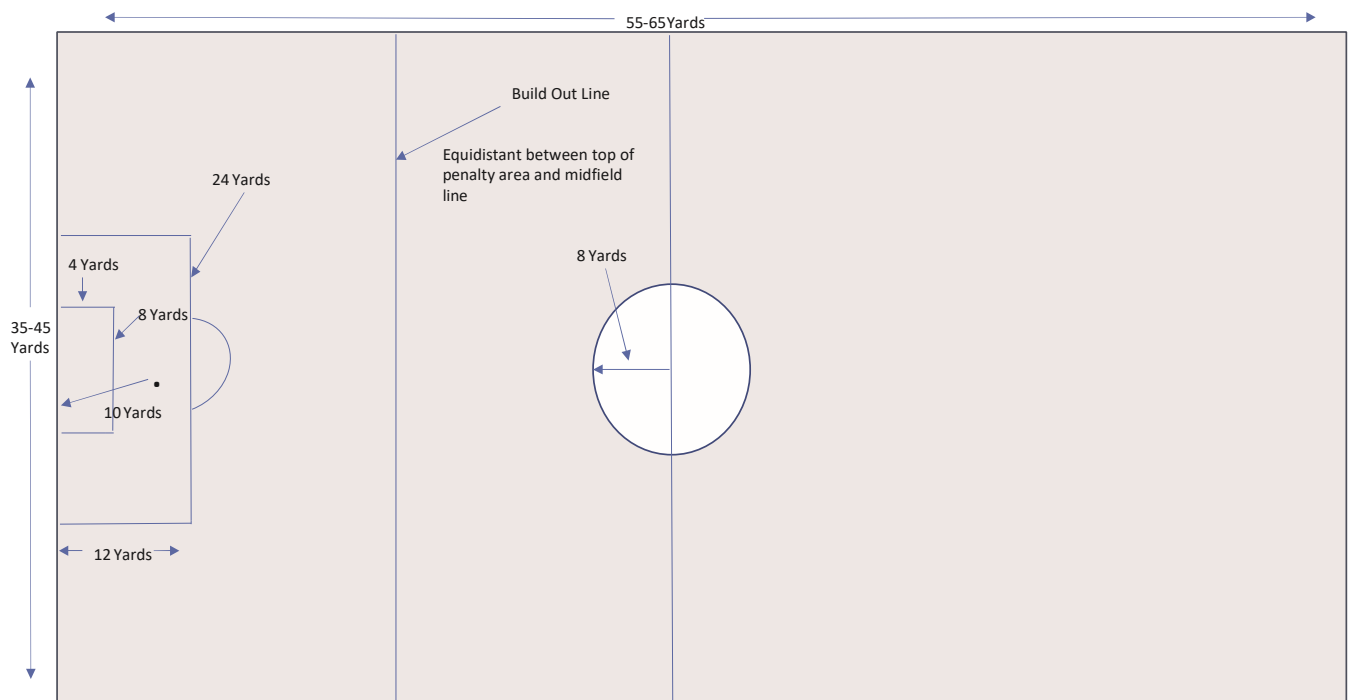 55-65Yards
Build Out Line
Equidistant between top of
penalty area and midfield
line
24 Yards
8 Yards
4 Yards
8 Yards
35-45
Yards
10 Yards
12 Yards